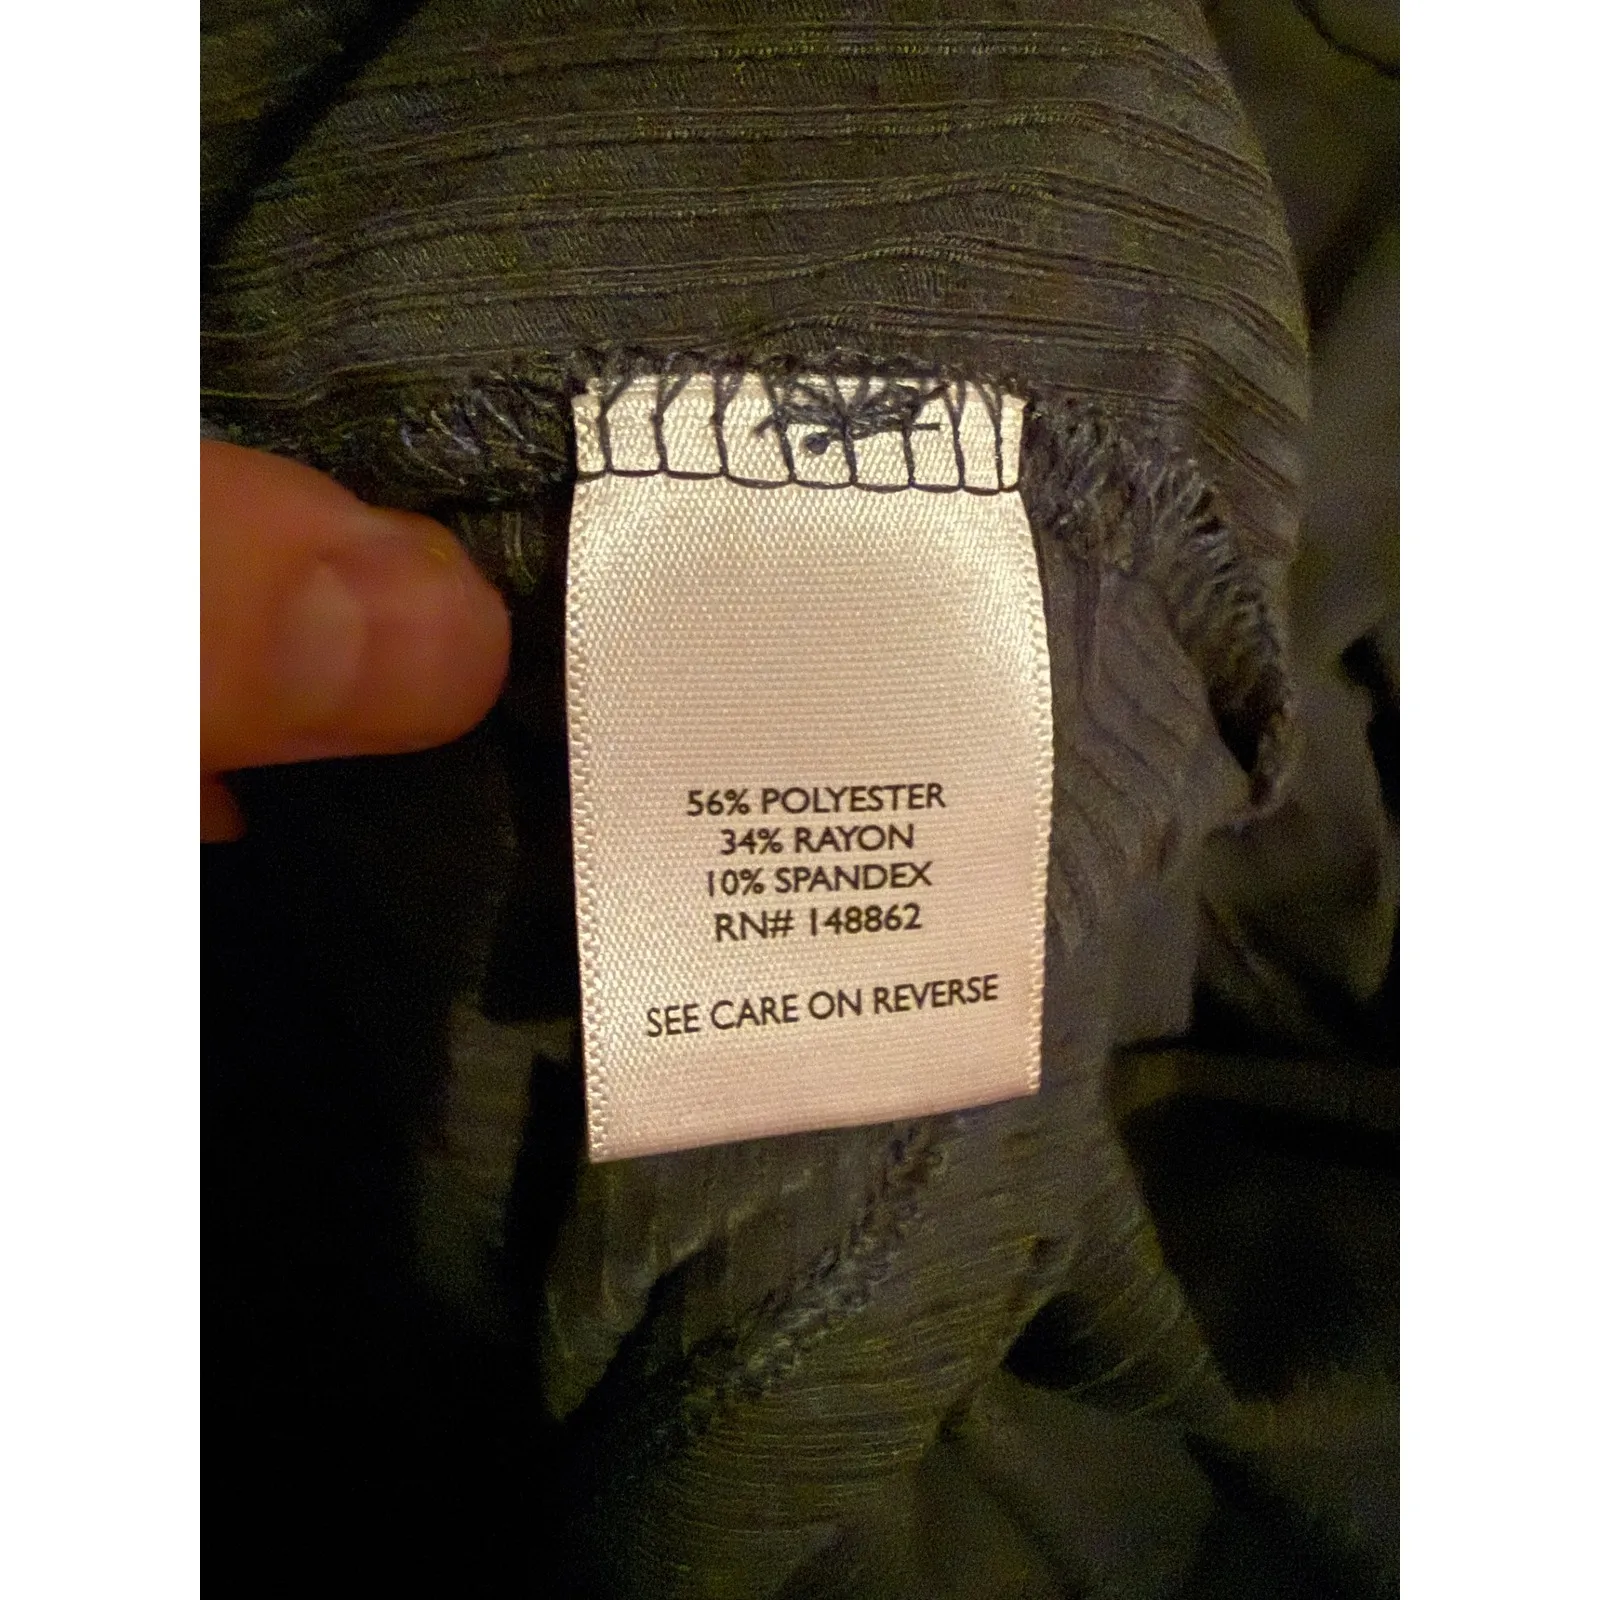 56% POLYESTER
34% RAYON
10% SPANDEX
RN# 148862
SEE CARE ON REVERSE